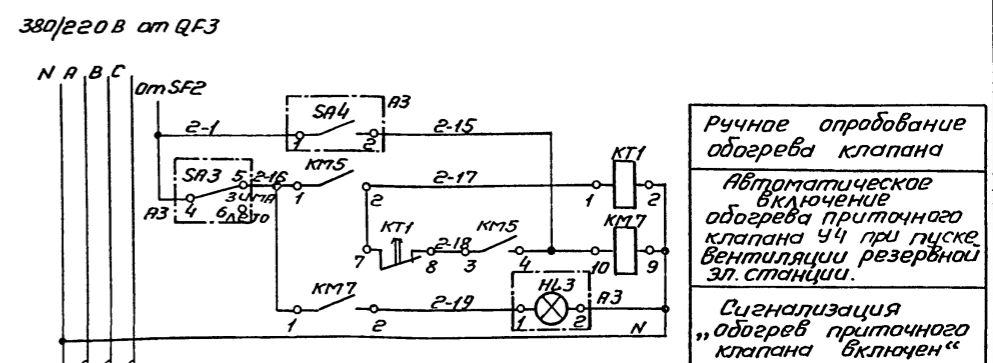 380/220 В от QF3
N A B C
от SF2
2-1
SA4
A3
1 2
2-15
SA3
5
2-16
KM5
ЗИМА
4
6 ЛЕТО
A3
1 2
2-17
KT1
1 2
KT1
7 8
2-18
KM5
3 4
KM7
10 9
KM7
1 2
2-19
HL3
A3
1 2
N
Ручное опробование
обогрева клапана
Автоматическое
включение
обогрева приточного
клапана У4 при пуске
вентиляции резервной
эл. станции.
Сигнализация
„обогрев приточного
клапана включен“